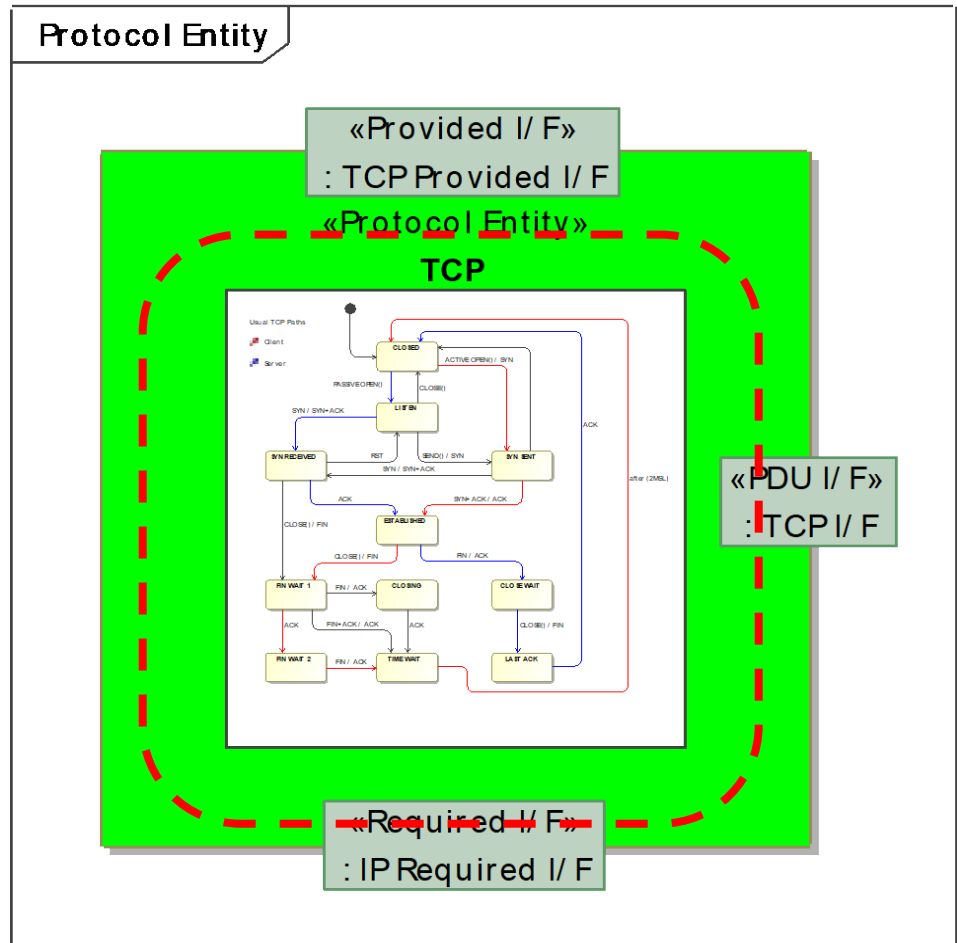 Protocol Entity
«Provided I/F»
: TCP Provided I/F
«Protocol Entity»
TCP
Usual TCP Paths
Client
Server
CLOSED
ACTIVE OPEN() / SYN
PASSIVE OPEN()
CLOSE()
LISTEN
SYN / SYN+ACK
ACK
SYN RECEIVED
RST
SEND() / SYN
SYN SENT
SYN / SYN+ACK
after (2MSL)
ACK
SYN+ACK / ACK
CLOSE() / FIN
ESTABLISHED
CLOSE() / FIN
FIN / ACK
FIN WAIT 1
FIN / ACK
CLOSING
CLOSE WAIT
ACK
FIN+ACK / ACK
ACK
CLOSE() / FIN
FIN WAIT 2
FIN / ACK
TIME WAIT
LAST ACK
«PDU I/F»
: TCP I/F
«Required I/F»
: IP Required I/F